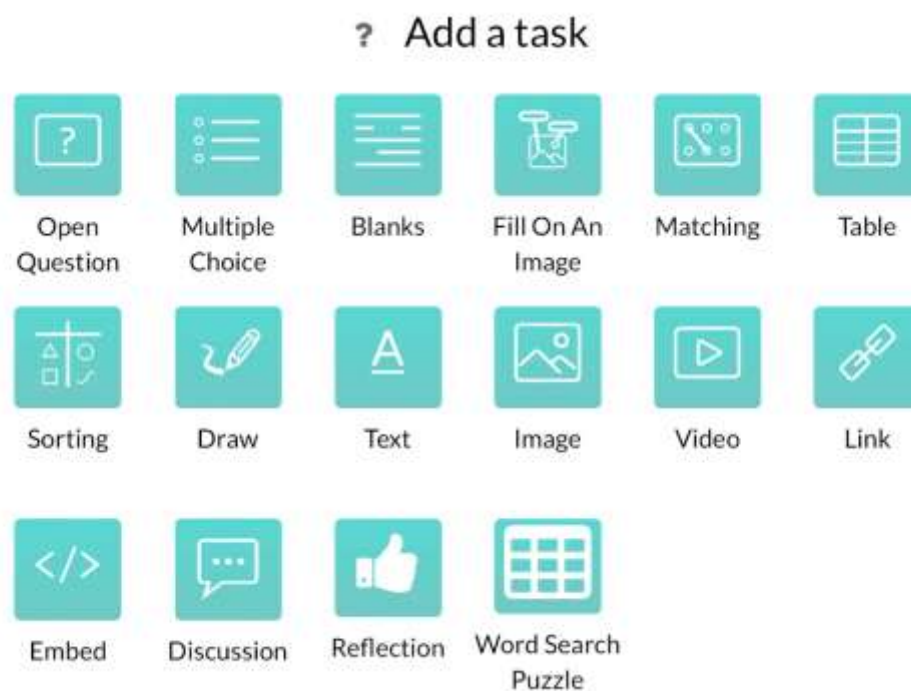 ? Add a task
?
Open Question
Multiple Choice
Blanks
Fill On An Image
Matching
Table
Sorting
Draw
A
Text
Image
Video
Link
</>
Embed
Discussion
Reflection
Word Search Puzzle